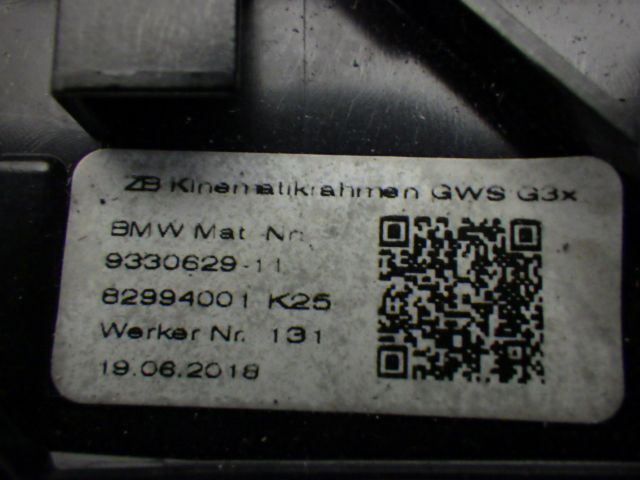 ZB Kinematikrahmen GWS G3x
BMW Mat. Nr.
9330629-11
82994001 K25
Werker Nr. 131
19.06.2018